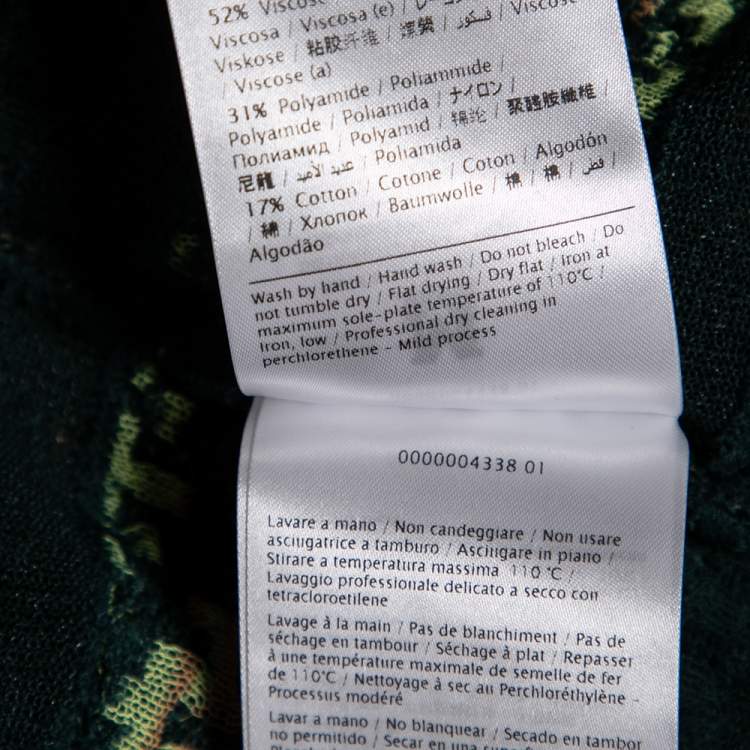 52% Viscose
Viscosa / Viscosa (e) /
Viskose / 粘胶纤维 / / فسكوز / Viscose
/ Viscose (a)
31% Polyamide / Poliammide /
Polyamide / Poliamida / ナイロン /
Полиамид / Polyamid / 锦纶 / 聚醯胺纖維 /
尼龍 / / Poliamida
17% Cotton / Cotone / Coton / Algodón
/ 綿 / Хлопок / Baumwolle / 棉 / 棉 / قطن /
Algodão
Wash by hand / Hand wash / Do not bleach / Do
not tumble dry / Flat drying / Dry flat / Iron at
maximum sole-plate temperature of 110°C /
Iron, low / Professional dry cleaning in
perchlorethene - Mild process
0000004338 01
Lavare a mano / Non candeggiare / Non usare
asciugatrice a tamburo / Asciugare in piano /
Stirare a temperatura massima 110 °C /
Lavaggio professionale delicato a secco con
tetracloroetilene
Lavage à la main / Pas de blanchiment / Pas de
séchage en tambour / Séchage à plat / Repasser
à une température maximale de semelle de fer
de 110°C / Nettoyage à sec au Perchloréthylène -
Processus modéré
Lavar a mano / No blanquear / Secado en tambor
no permitido / Secar en una